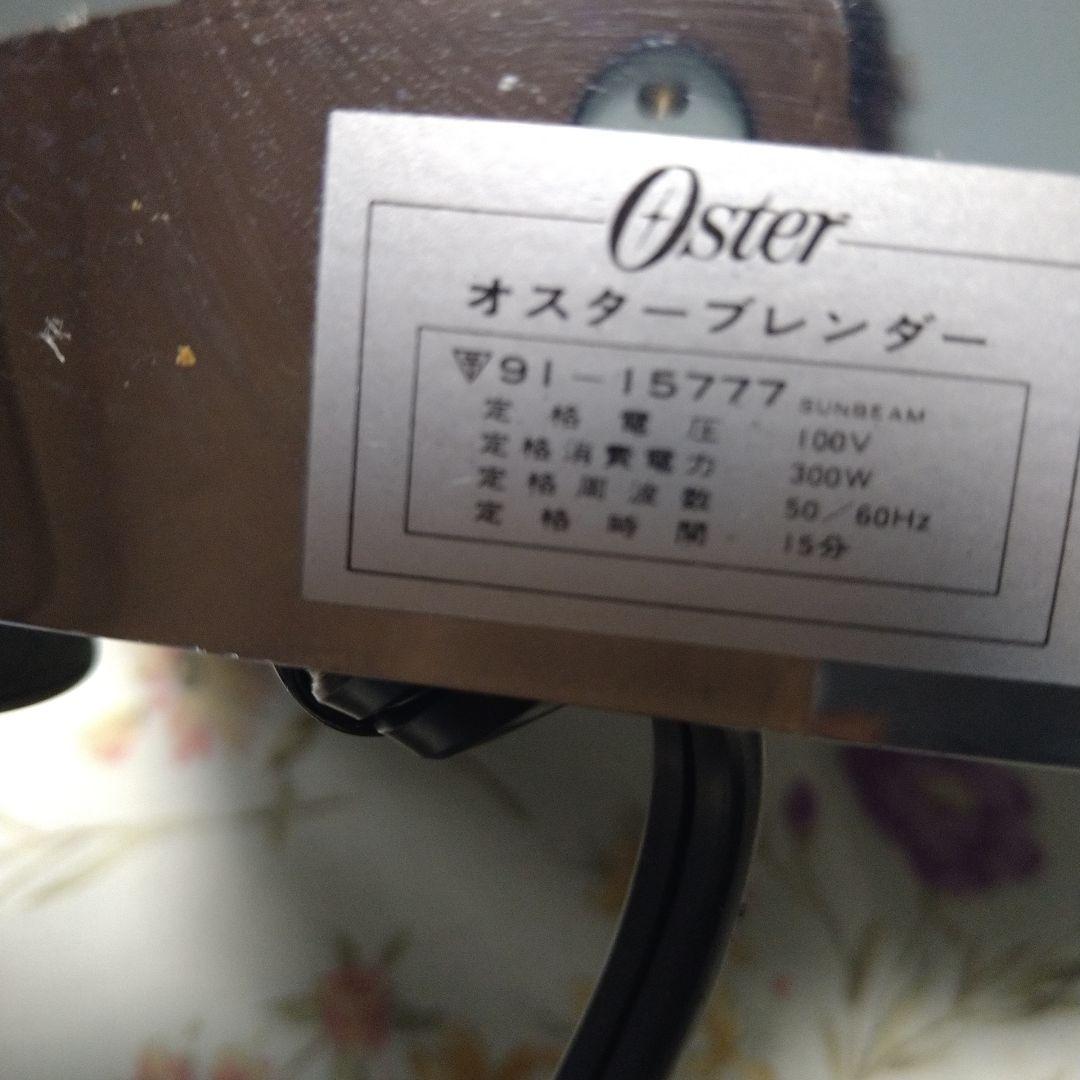 Oster
オスターブレンダー
〒91-15777 SUNBEAM
定格電圧 100V
定格消費電力 300W
定格周波数 50/60Hz
定格時間 15分